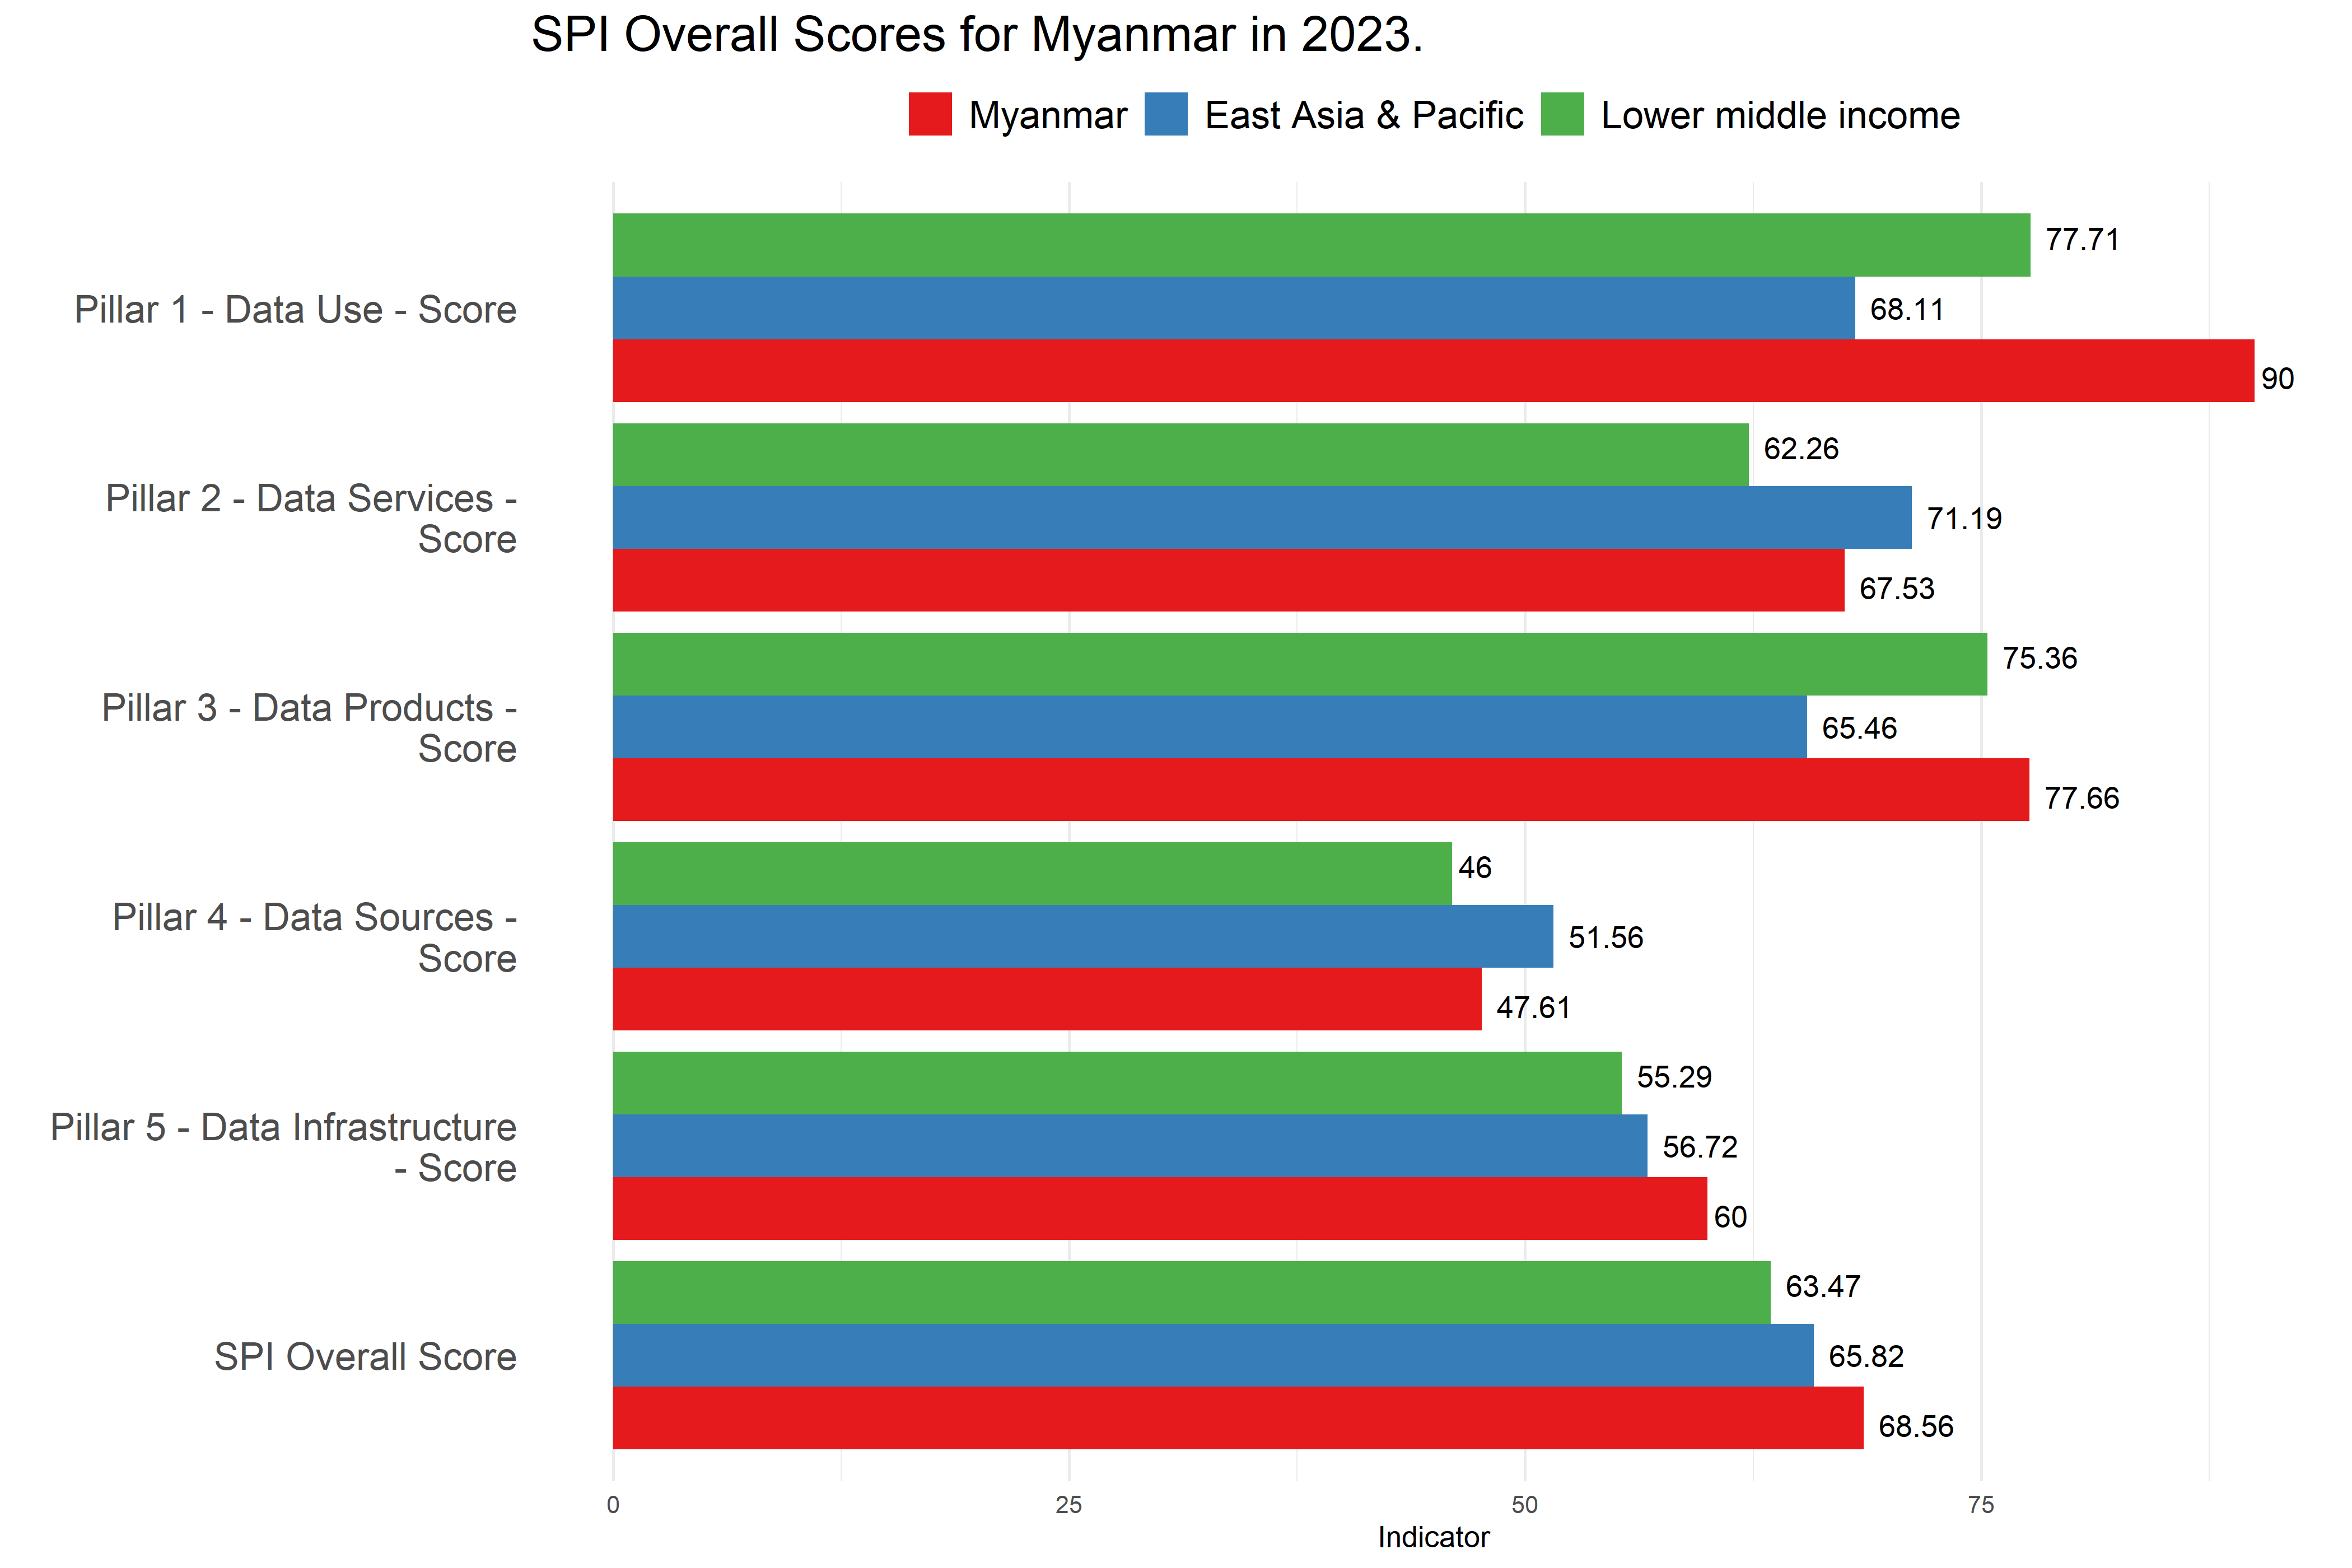 SPI Overall Scores for Myanmar in 2023.
Myanmar East Asia & Pacific Lower middle income
77.71
Pillar 1 - Data Use - Score
68.11
90
62.26
Pillar 2 - Data Services -
Score
71.19
67.53
75.36
Pillar 3 - Data Products -
Score
65.46
77.66
46
Pillar 4 - Data Sources -
Score
51.56
47.61
55.29
Pillar 5 - Data Infrastructure
- Score
56.72
60
63.47
SPI Overall Score
65.82
68.56
0 25 50 75
Indicator